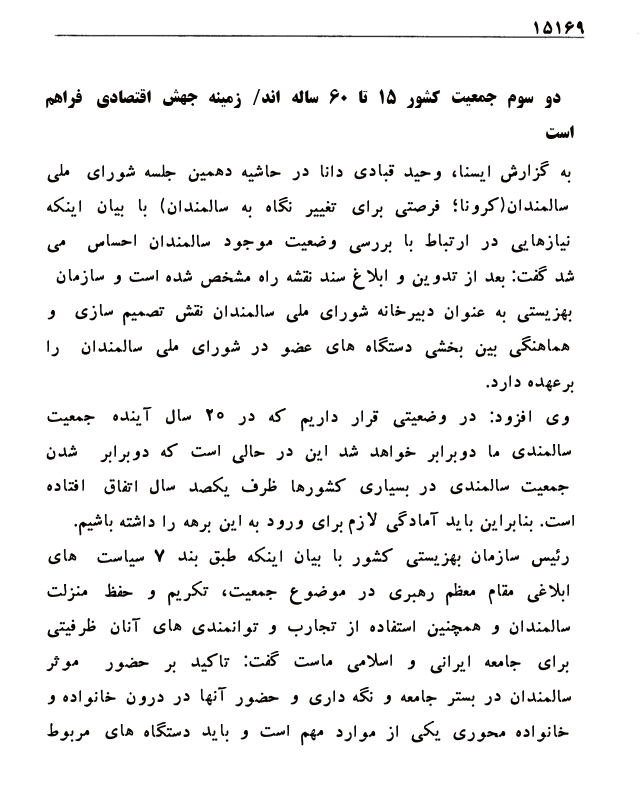 ۱۵۱۶۹
دو سوم جمعیت کشور ۱۵ تا ۶۰ ساله اند/ زمینه جهش اقتصادی فراهم
است
به گزارش ایسنا، وحید قبادی دانا در حاشیه دهمین جلسه شورای ملی
سالمندان(کرونا؛ فرصتی برای تغییر نگاه به سالمندان) با بیان اینکه
نیازهایی در ارتباط با بررسی وضعیت موجود سالمندان احساس می
شد گفت: بعد از تدوین و ابلاغ سند نقشه راه مشخص شده است و سازمان
بهزیستی به عنوان دبیرخانه شورای ملی سالمندان نقش تصمیم سازی و
هماهنگی بین بخشی دستگاه های عضو در شورای ملی سالمندان را
برعهده دارد.
وی افزود: در وضعیتی قرار داریم که در ۲۰ سال آینده جمعیت
سالمندی ما دوبرابر خواهد شد این در حالی است که دوبرابر شدن
جمعیت سالمندی در بسیاری کشورها ظرف یکصد سال اتفاق افتاده
است. بنابراین باید آمادگی لازم برای ورود به این برهه را داشته باشیم.
رئیس سازمان بهزیستی کشور با بیان اینکه طبق بند ۷ سیاست های
ابلاغی مقام معظم رهبری در موضوع جمعیت، تکریم و حفظ منزلت
سالمندان و همچنین استفاده از تجارب و توانمندی های آنان ظرفیتی
برای جامعه ایرانی و اسلامی ماست گفت: تاکید بر حضور موثر
سالمندان در بستر جامعه و نگه داری و حضور آنها در درون خانواده و
خانواده محوری یکی از موارد مهم است و باید دستگاه های مربوط